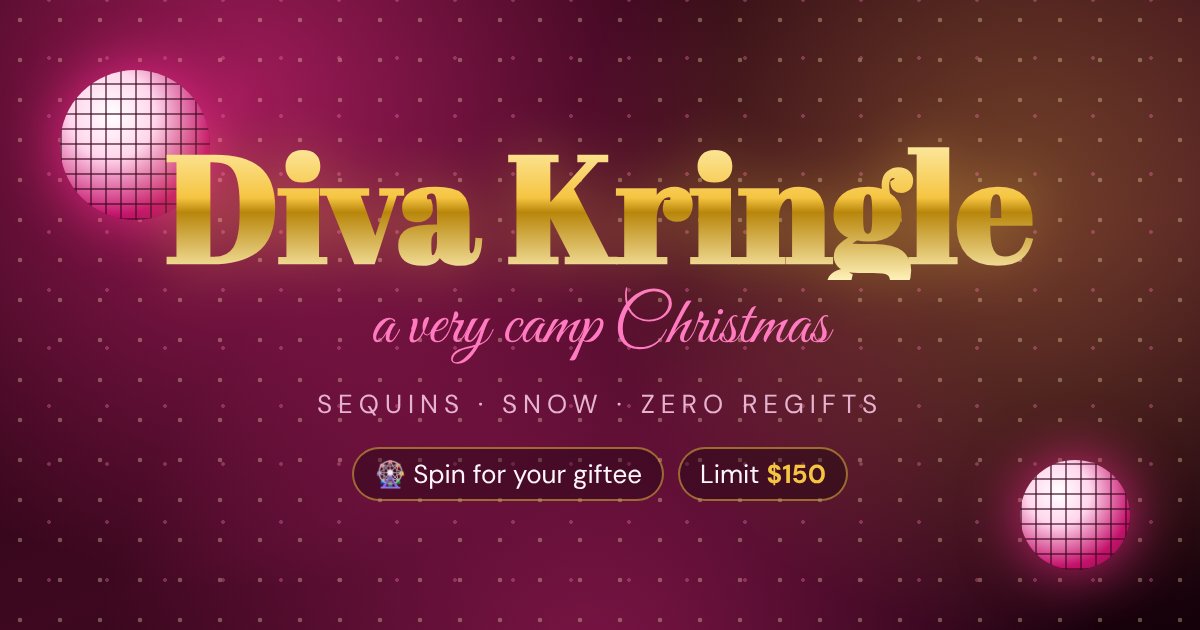 Diva Kringle
a very camp Christmas
SEQUINS · SNOW · ZERO REGIFTS
🎡 Spin for your giftee
Limit $150